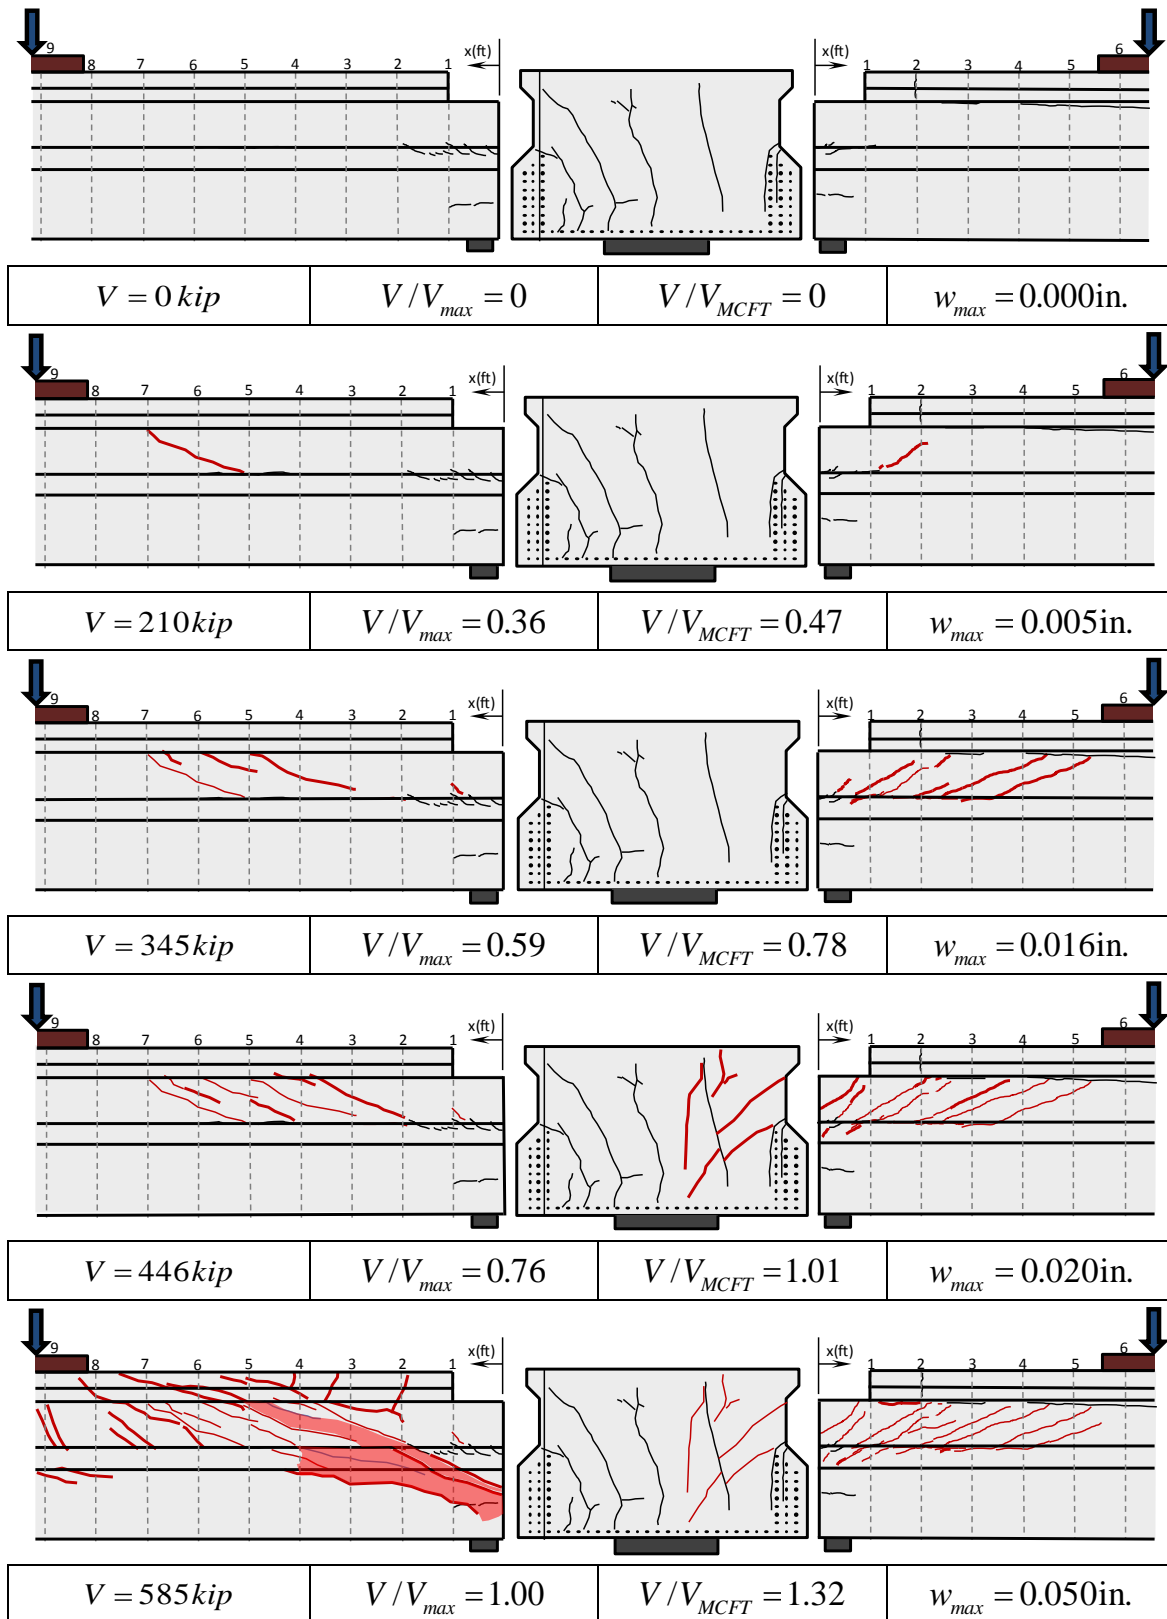 9 8 7 6 5 4 3 2 1 x(ft) x(ft) 1 2 3 4 5 6
V = 0 kip V/V_max = 0 V/V_MCFT = 0 w_max = 0.000in.
9 8 7 6 5 4 3 2 1 x(ft) x(ft) 1 2 3 4 5 6
V = 210 kip V/V_max = 0.36 V/V_MCFT = 0.47 w_max = 0.005in.
9 8 7 6 5 4 3 2 1 x(ft) x(ft) 1 2 3 4 5 6
V = 345 kip V/V_max = 0.59 V/V_MCFT = 0.78 w_max = 0.016in.
9 8 7 6 5 4 3 2 1 x(ft) x(ft) 1 2 3 4 5 6
V = 446 kip V/V_max = 0.76 V/V_MCFT = 1.01 w_max = 0.020in.
9 8 7 6 5 4 3 2 1 x(ft) x(ft) 1 2 3 4 5 6
V = 585 kip V/V_max = 1.00 V/V_MCFT = 1.32 w_max = 0.050in.